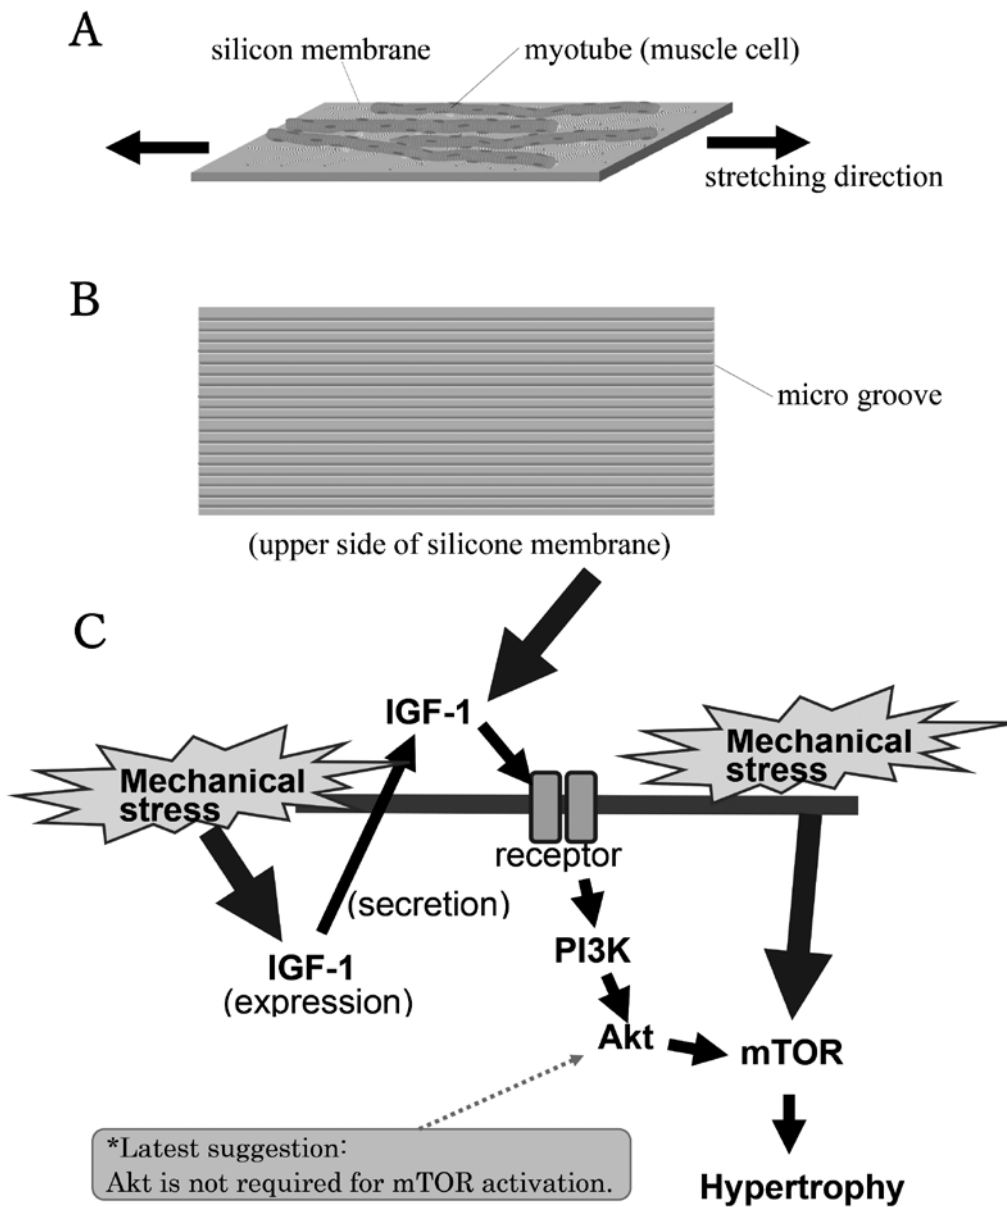 A
silicon membrane
myotube (muscle cell)
stretching direction
B
micro groove
(upper side of silicone membrane)
C
IGF-1
Mechanical
stress
Mechanical
stress
receptor
(secretion)
PI3K
IGF-1
(expression)
Akt
mTOR
*Latest suggestion:
Akt is not required for mTOR activation.
Hypertrophy